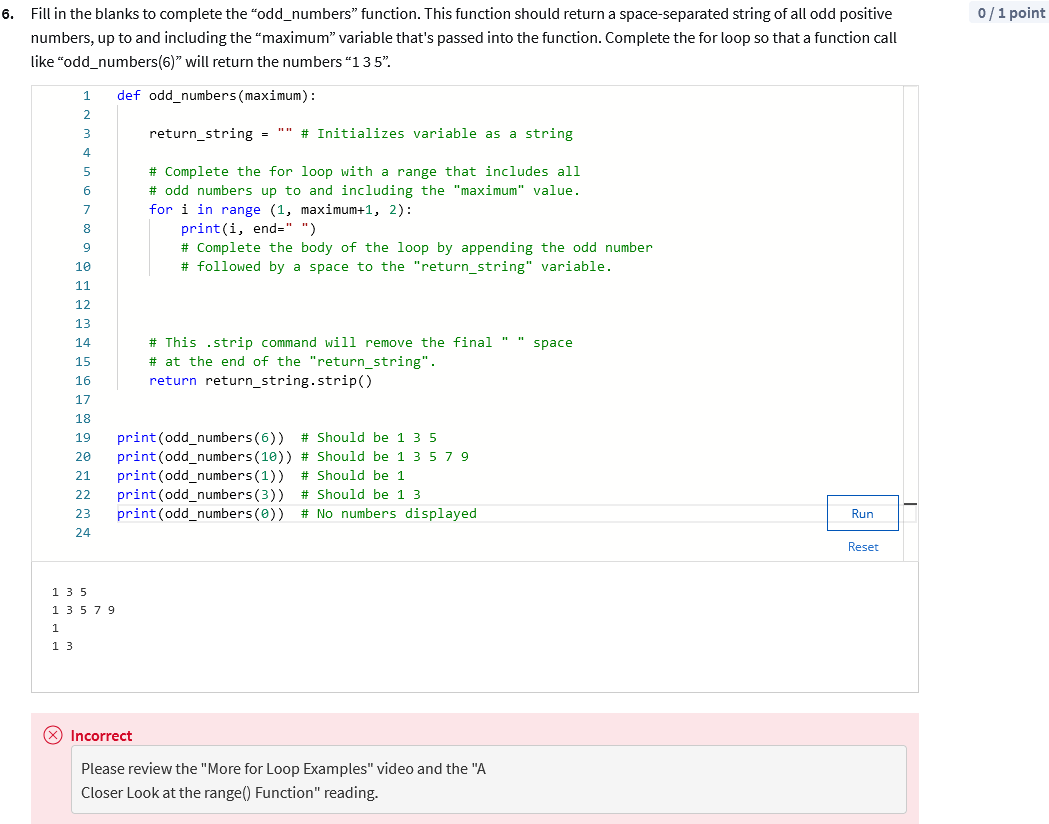 6. Fill in the blanks to complete the “odd_numbers” function. This function should return a space-separated string of all odd positive
0 / 1 point
numbers, up to and including the “maximum” variable that's passed into the function. Complete the for loop so that a function call
like “odd_numbers(6)” will return the numbers “1 3 5”.
1 def odd_numbers(maximum):
2
3 return_string = "" # Initializes variable as a string
4
5 # Complete the for loop with a range that includes all
6 # odd numbers up to and including the "maximum" value.
7 for i in range (1, maximum+1, 2):
8 print(i, end=" ")
9 # Complete the body of the loop by appending the odd number
10 # followed by a space to the "return_string" variable.
11
12
13
14 # This .strip command will remove the final " " space
15 # at the end of the "return_string".
16 return return_string.strip()
17
18
19 print(odd_numbers(6)) # Should be 1 3 5
20 print(odd_numbers(10)) # Should be 1 3 5 7 9
21 print(odd_numbers(1)) # Should be 1
22 print(odd_numbers(3)) # Should be 1 3
23 print(odd_numbers(0)) # No numbers displayed
24
Run
Reset
1 3 5
1 3 5 7 9
1
1 3
Incorrect
Please review the "More for Loop Examples" video and the "A
Closer Look at the range() Function" reading.